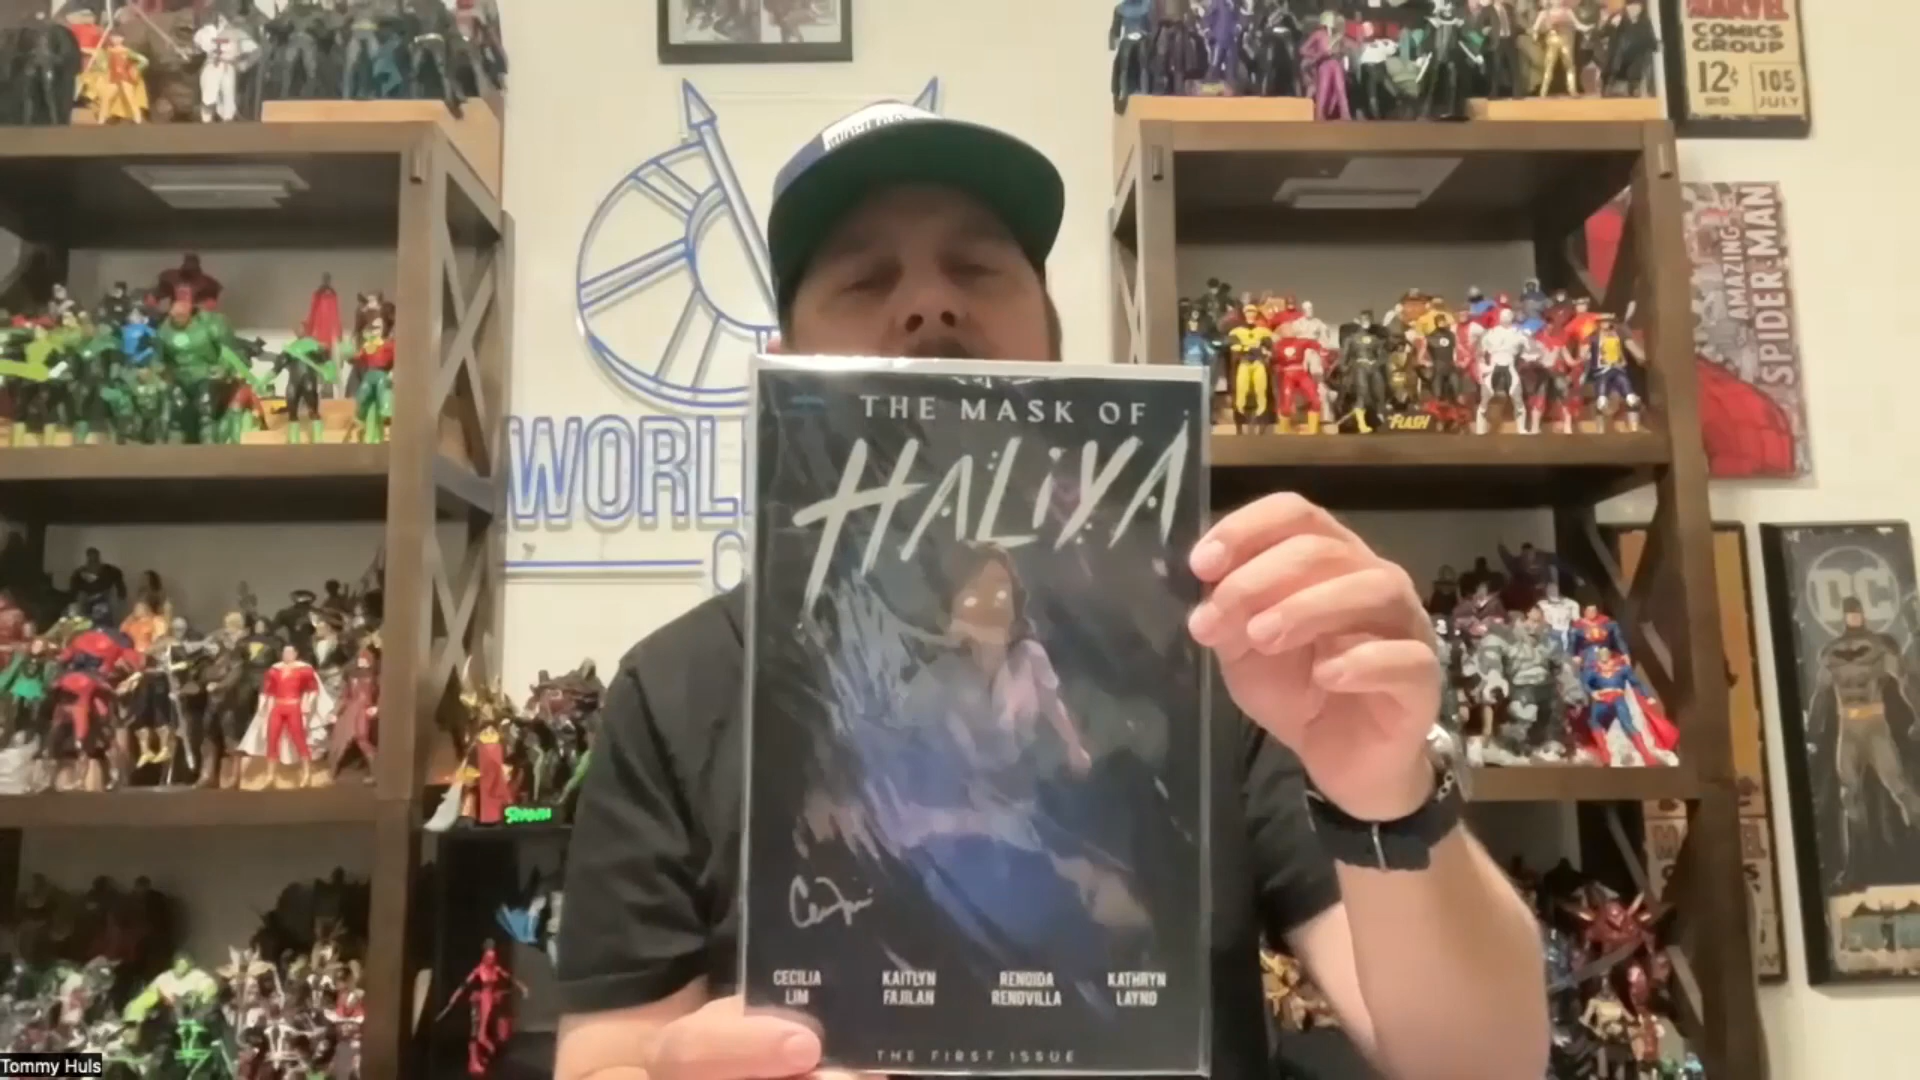 MARVEL
COMICS
GROUP
12¢
105
JULY
AMAZING
SPIDER-MAN
WORL
THE MASK OF
HALIYA
FLASH
DC
SPAWN
CECILIA
LIM
KAITLYN
FAJILAN
RENOIDA
RENOVILLA
KATHRYN
LAYNO
THE FIRST ISSUE
Tommy Huls